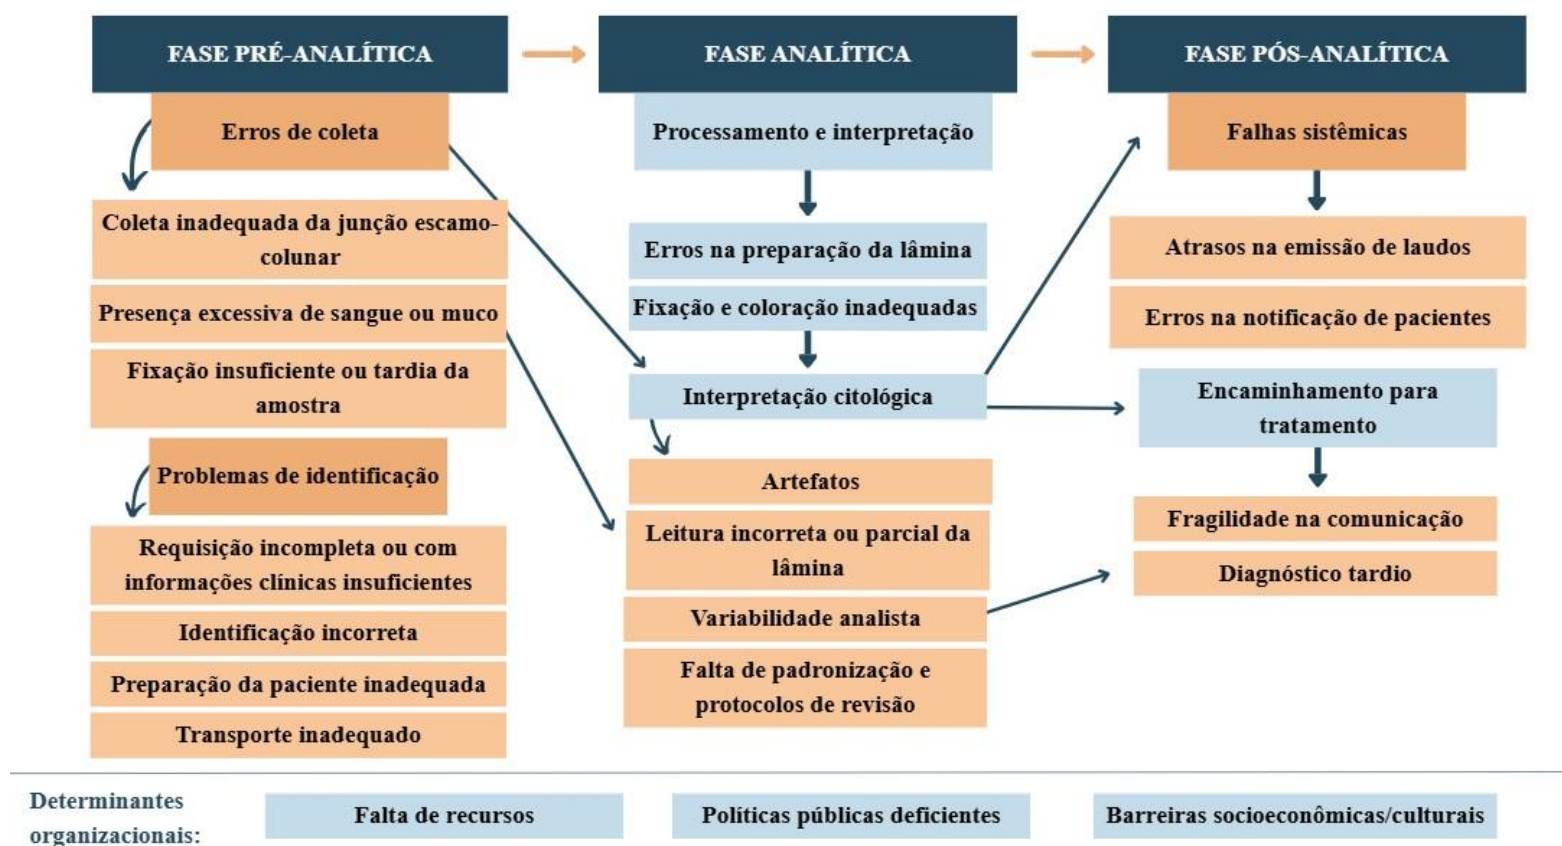 FASE PRÉ-ANALÍTICA
Erros de coleta
Coleta inadequada da junção escamo-
colunar
Presença excessiva de sangue ou muco
Fixação insuficiente ou tardia da
amostra
Problemas de identificação
Requisição incompleta ou com
informações clínicas insuficientes
Identificação incorreta
Preparação da paciente inadequada
Transporte inadequado
FASE ANALÍTICA
Processamento e interpretação
Erros na preparação da lâmina
Fixação e coloração inadequadas
Interpretação citológica
Artefatos
Leitura incorreta ou parcial da
lâmina
Variabilidade analista
Falta de padronização e
protocolos de revisão
FASE PÓS-ANALÍTICA
Falhas sistêmicas
Atrasos na emissão de laudos
Erros na notificação de pacientes
Encaminhamento para
tratamento
Fragilidade na comunicação
Diagnóstico tardio
Determinantes
organizacionais:
Falta de recursos
Políticas públicas deficientes
Barreiras socioeconômicas/culturais